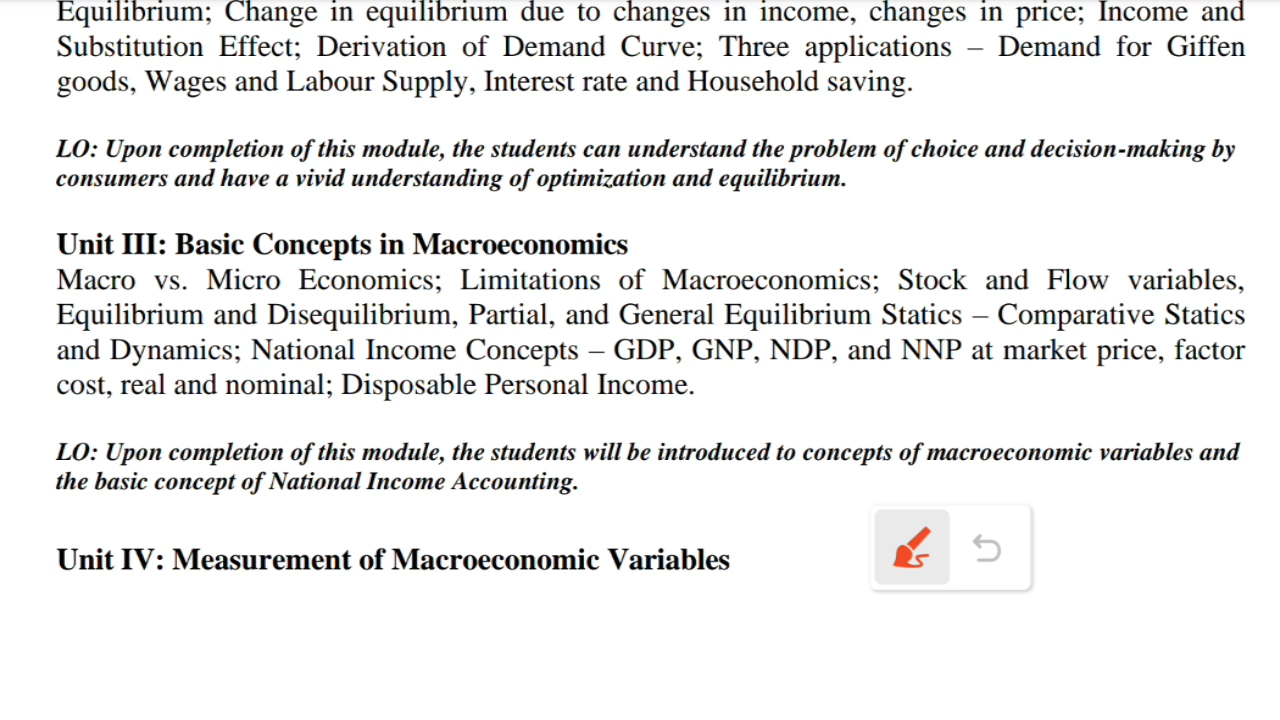 Equilibrium; Change in equilibrium due to changes in income, changes in price; Income and
Substitution Effect; Derivation of Demand Curve; Three applications – Demand for Giffen
goods, Wages and Labour Supply, Interest rate and Household saving.
LO: Upon completion of this module, the students can understand the problem of choice and decision-making by
consumers and have a vivid understanding of optimization and equilibrium.
Unit III: Basic Concepts in Macroeconomics
Macro vs. Micro Economics; Limitations of Macroeconomics; Stock and Flow variables,
Equilibrium and Disequilibrium, Partial, and General Equilibrium Statics – Comparative Statics
and Dynamics; National Income Concepts – GDP, GNP, NDP, and NNP at market price, factor
cost, real and nominal; Disposable Personal Income.
LO: Upon completion of this module, the students will be introduced to concepts of macroeconomic variables and
the basic concept of National Income Accounting.
Unit IV: Measurement of Macroeconomic Variables